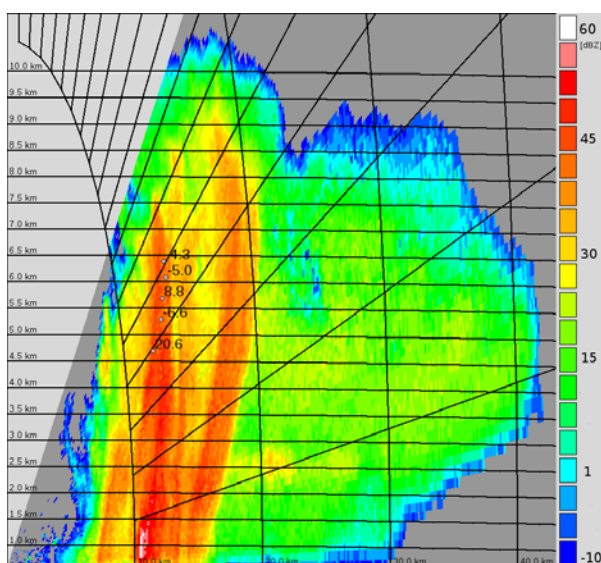 60
[dBZ]
10.0 km
9.5 km
9.0 km
45
8.5 km
8.0 km
7.5 km
7.0 km
6.5 km
4.3
30
6.0 km
-5.0
5.5 km
8.8
5.0 km
-6.6
4.5 km
20.6
15
4.0 km
3.5 km
3.0 km
2.5 km
1
2.0 km
1.5 km
1.0 km
40.0 km
-10